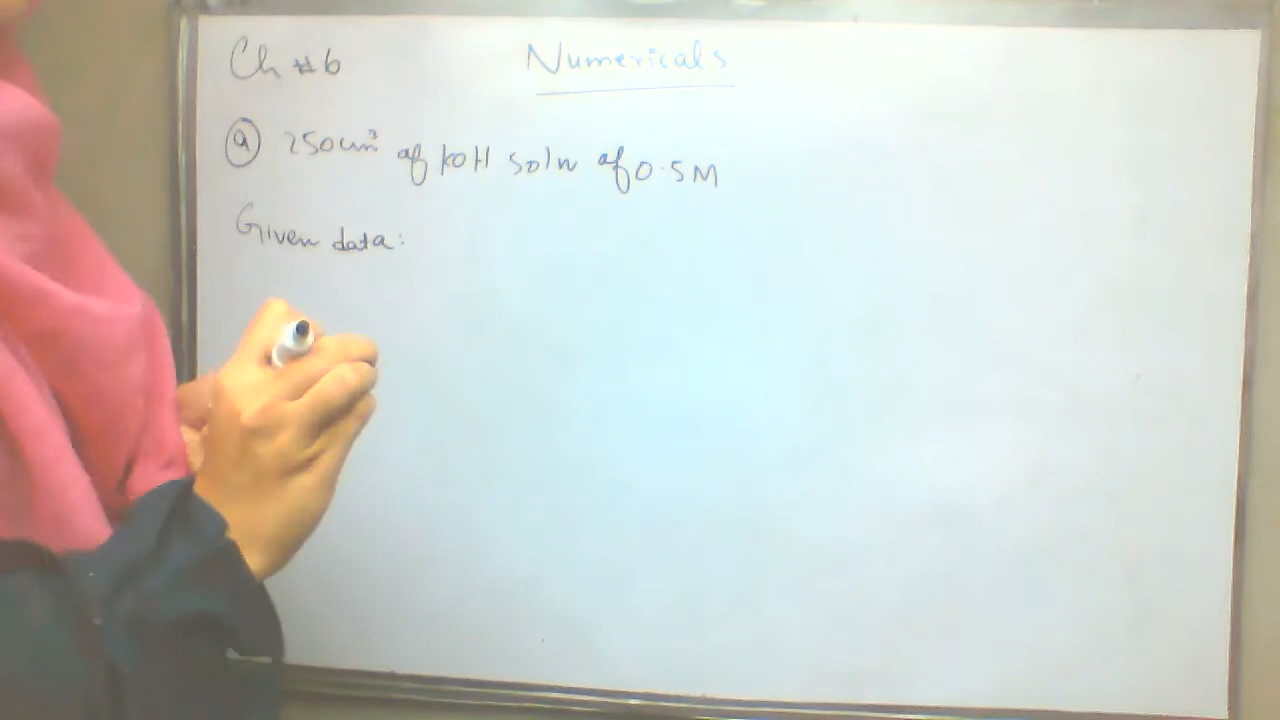 Ch #6
Numericals
(a) 250cm³ of KOH soln of 0.5M
Given data: